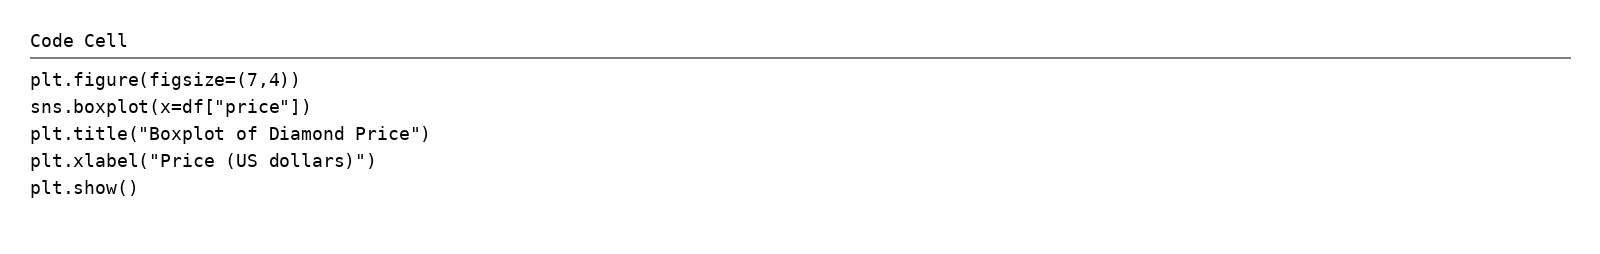 Code Cell
plt.figure(figsize=(7,4))
sns.boxplot(x=df["price"])
plt.title("Boxplot of Diamond Price")
plt.xlabel("Price (US dollars)")
plt.show()